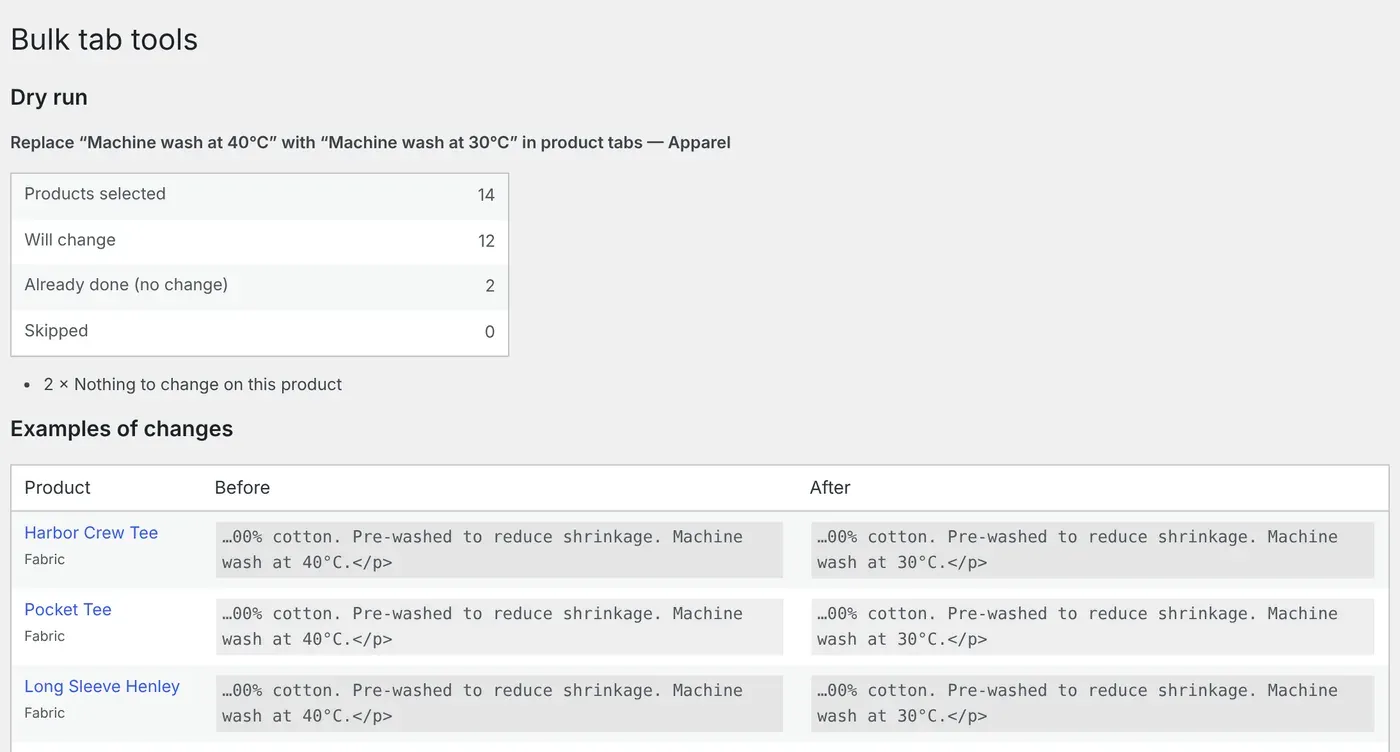 Bulk tab tools
Dry run
Replace “Machine wash at 40°C” with “Machine wash at 30°C” in product tabs — Apparel
Products selected 14
Will change 12
Already done (no change) 2
Skipped 0
• 2 × Nothing to change on this product
Examples of changes
Product Before After
Harbor Crew Tee
Fabric
…00% cotton. Pre-washed to reduce shrinkage. Machine
wash at 40°C.</p>
…00% cotton. Pre-washed to reduce shrinkage. Machine
wash at 30°C.</p>
Pocket Tee
Fabric
…00% cotton. Pre-washed to reduce shrinkage. Machine
wash at 40°C.</p>
…00% cotton. Pre-washed to reduce shrinkage. Machine
wash at 30°C.</p>
Long Sleeve Henley
Fabric
…00% cotton. Pre-washed to reduce shrinkage. Machine
wash at 40°C.</p>
…00% cotton. Pre-washed to reduce shrinkage. Machine
wash at 30°C.</p>